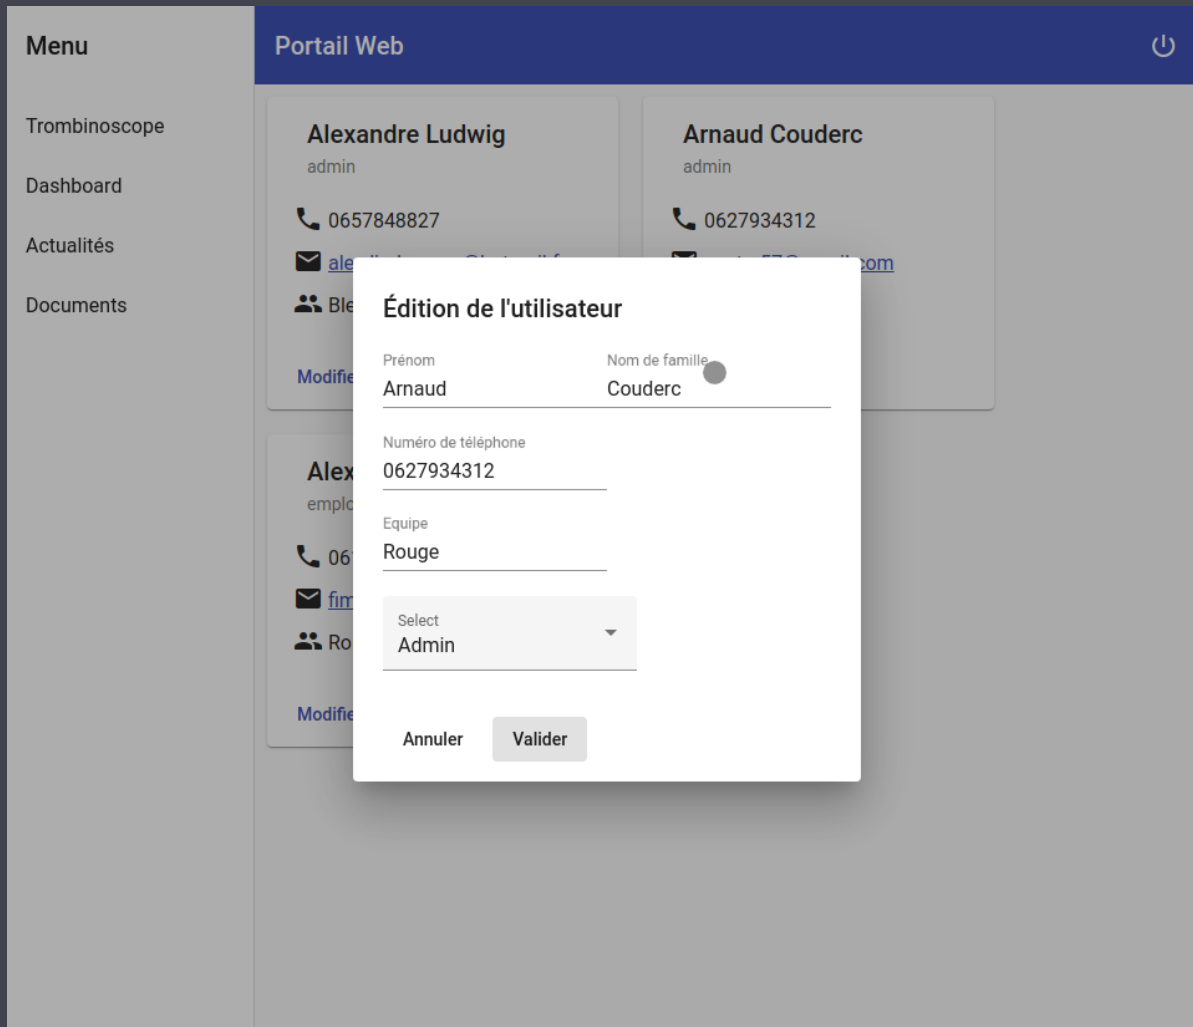 Menu
Portail Web
Trombinoscope
Dashboard
Actualités
Documents
Alexandre Ludwig
admin
0657848827
Arnaud Couderc
admin
0627934312
com
Édition de l'utilisateur
Prénom
Arnaud
Nom de famille
Couderc
Numéro de téléphone
0627934312
Equipe
Rouge
Select
Admin
Annuler
Valider